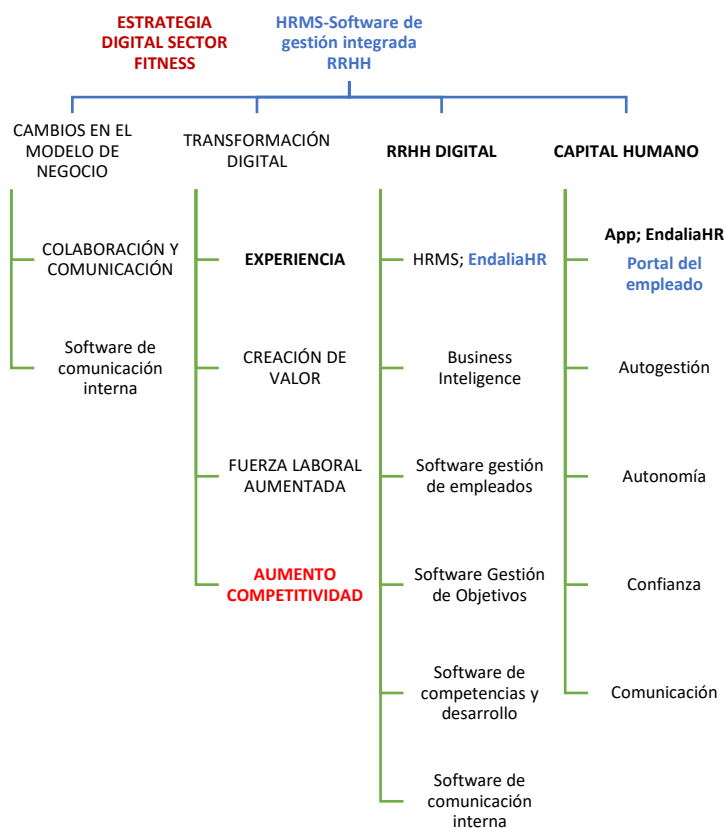 ESTRATEGIA
DIGITAL SECTOR
FITNESS
HRMS-Software de
gestión integrada
RRHH
CAMBIOS EN EL
MODELO DE
NEGOCIO
COLABORACIÓN Y
COMUNICACIÓN
Software de
comunicación
interna
TRANSFORMACIÓN
DIGITAL
EXPERIENCIA
CREACIÓN DE
VALOR
FUERZA LABORAL
AUMENTADA
AUMENTO
COMPETITIVIDAD
RRHH DIGITAL
HRMS; EndaliaHR
Business
Inteligence
Software gestión
de empleados
Software Gestión
de Objetivos
Software de
competencias y
desarrollo
Software de
comunicación
interna
CAPITAL HUMANO
App; EndaliaHR
Portal del
empleado
Autogestión
Autonomía
Confianza
Comunicación